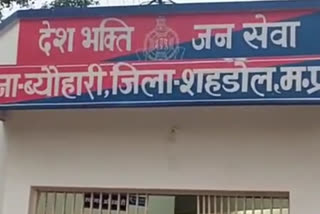 देश भक्ति जन सेवा
ना-ब्यौहारी, जिला-शहडोल, म.प्र